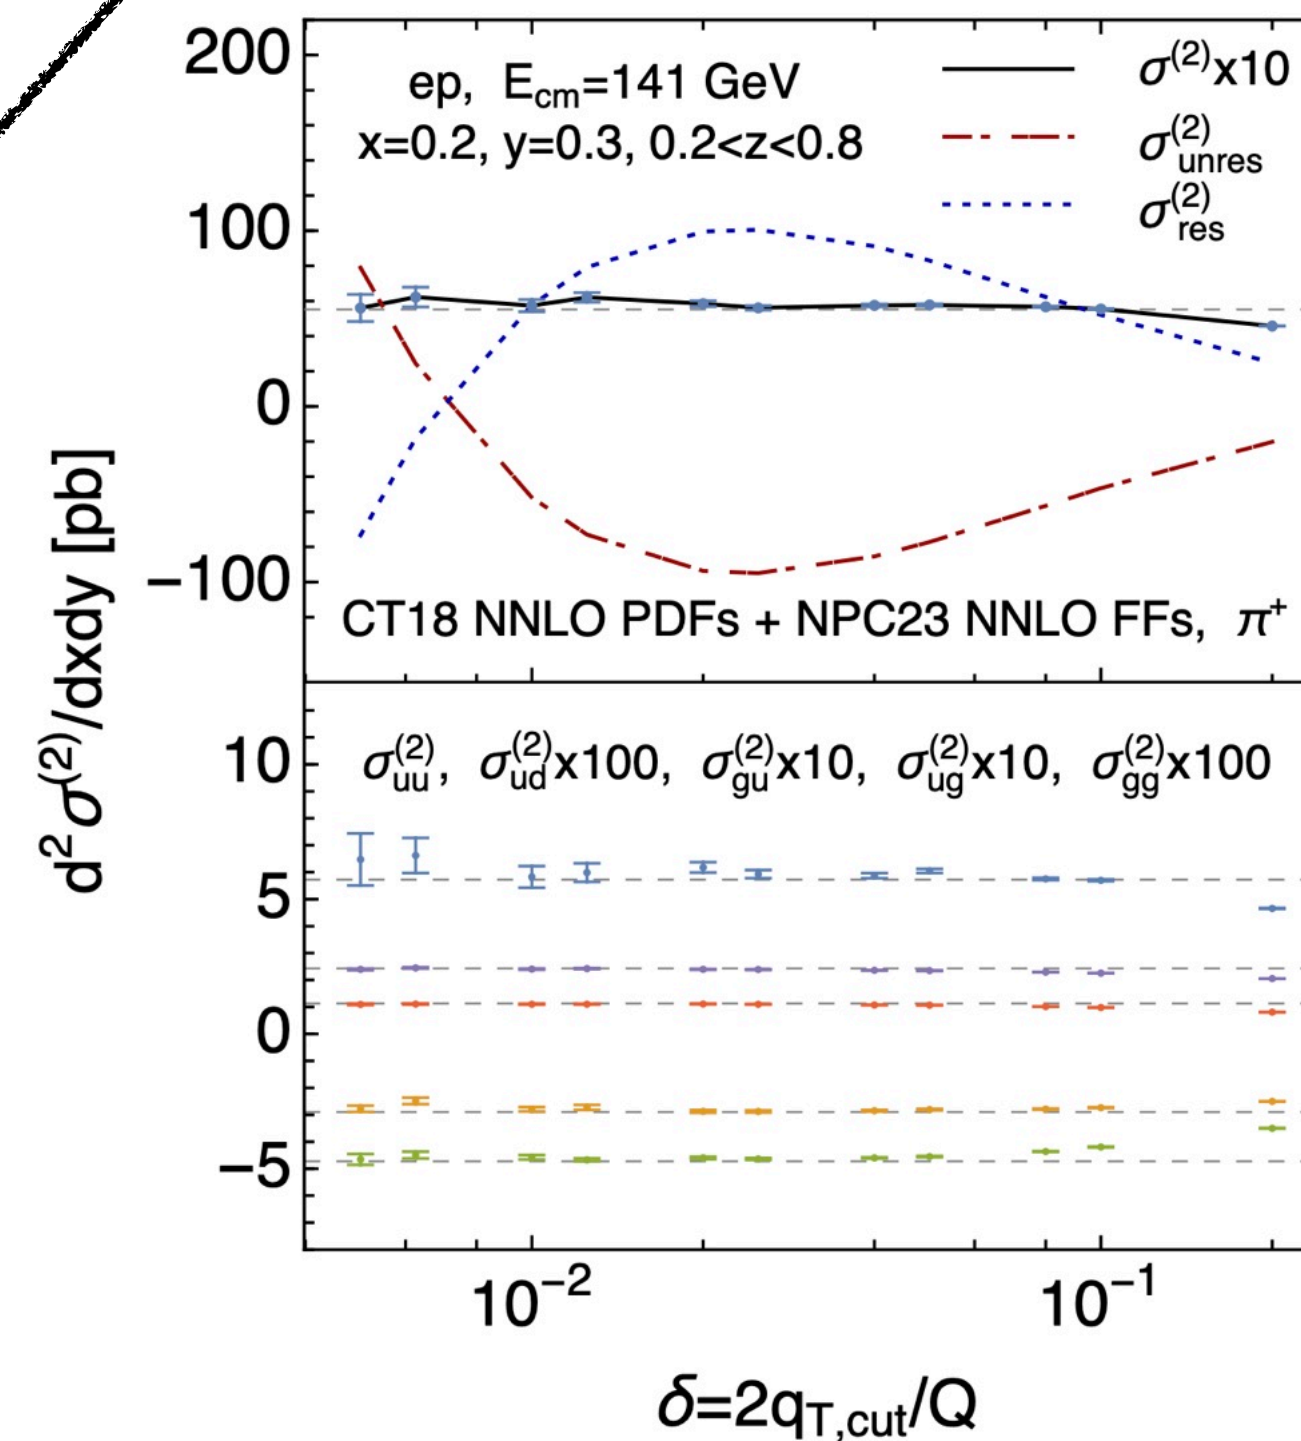 200
ep, E_cm=141 GeV
x=0.2, y=0.3, 0.2<z<0.8
σ^(2)x10
σ^(2)_unres
σ^(2)_res
100
0
−100
CT18 NNLO PDFs + NPC23 NNLO FFs, π^+
d^2σ^(2)/dxdy [pb]
10
σ^(2)_uu, σ^(2)_ud x100, σ^(2)_gu x10, σ^(2)_ug x10, σ^(2)_gg x100
5
0
−5
10^−2 10^−1
δ=2q_T,cut/Q